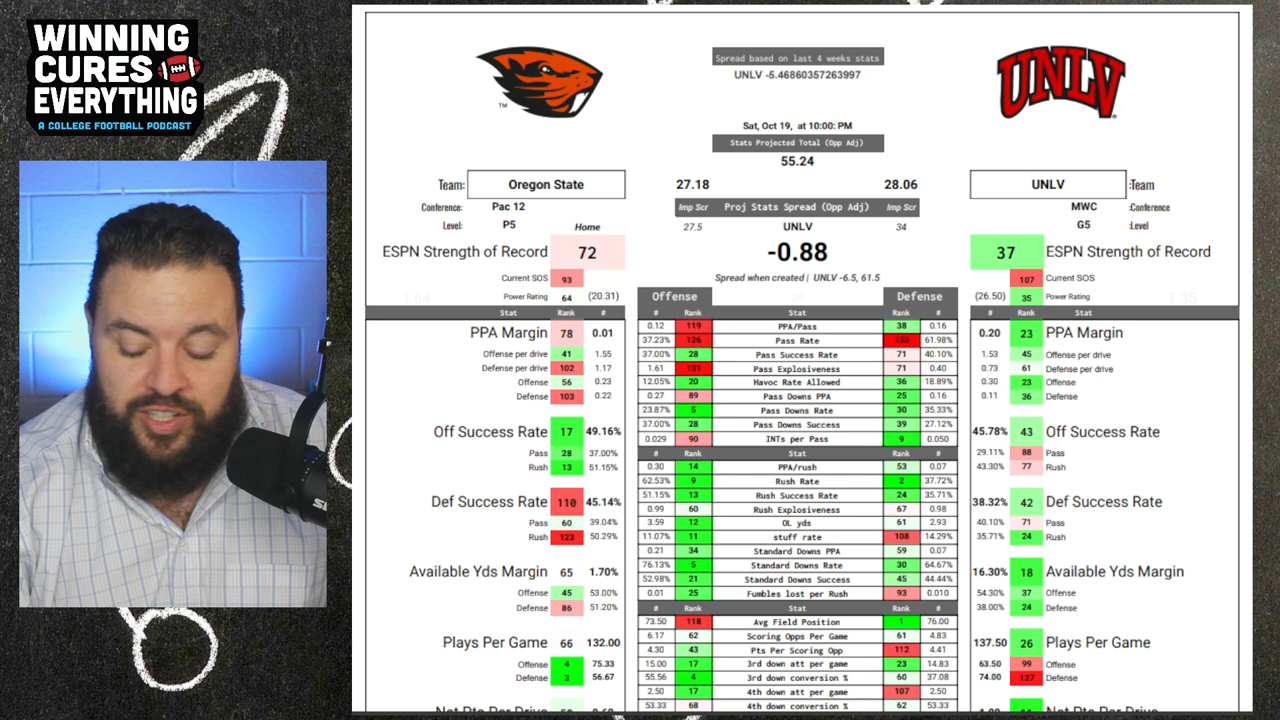 WINNING
CURES
EVERYTHING
A COLLEGE FOOTBALL PODCAST
Spread based on last 4 weeks stats
UNLV -5.46860357263997
TM
UNLV
Sat, Oct 19, at 10:00: PM
Stats Projected Total (Opp Adj)
55.24
Team: Oregon State 27.18 28.06 UNLV :Team
Conference: Pac 12 Imp Scr Proj Stats Spread (Opp Adj) Imp Scr MWC :Conference
Level: P5 Home 27.5 UNLV 34 G5 :Level
ESPN Strength of Record 72 -0.88 37 ESPN Strength of Record
Current SOS 93 Spread when created | UNLV -6.5, 61.5 107 Current SOS
1.64 Power Rating 64 (20.31) Offense Defense (26.50) 35 Power Rating 1.35
Stat Rank # # Rank Stat Rank # # Rank Stat
PPA Margin 78 0.01 0.12 119 PPA/Pass 38 0.16 0.20 23 PPA Margin
37.23% 126 Pass Rate 133 61.98%
Offense per drive 41 1.55 37.00% 28 Pass Success Rate 71 40.10% 1.53 45 Offense per drive
Defense per drive 102 1.17 1.61 131 Pass Explosiveness 71 0.40 0.73 61 Defense per drive
Offense 56 0.23 12.05% 20 Havoc Rate Allowed 36 18.89% 0.30 23 Offense
Defense 103 0.22 0.27 89 Pass Downs PPA 25 0.16 0.11 36 Defense
23.87% 5 Pass Downs Rate 30 35.33%
Off Success Rate 17 49.16% 37.00% 28 Pass Downs Success 39 27.12% 45.78% 43 Off Success Rate
0.029 90 INTs per Pass 9 0.050
Pass 28 37.00% # Rank Stat Rank # 29.11% 88 Pass
Rush 13 51.15% 0.30 14 PPA/rush 53 0.07 43.30% 77 Rush
62.53% 9 Rush Rate 2 37.72%
Def Success Rate 110 45.14% 51.15% 13 Rush Success Rate 24 35.71% 38.32% 42 Def Success Rate
0.99 60 Rush Explosiveness 67 0.98
Pass 60 39.04% 3.59 12 OL yds 61 2.93 40.10% 71 Pass
Rush 123 50.29% 11.07% 11 stuff rate 108 14.29% 35.71% 24 Rush
0.21 34 Standard Downs PPA 59 0.07
Available Yds Margin 65 1.70% 76.13% 5 Standard Downs Rate 30 64.67% 16.30% 18 Available Yds Margin
52.98% 21 Standard Downs Success 45 44.44%
Offense 45 53.00% 0.01 25 Fumbles lost per Rush 93 0.010 54.30% 37 Offense
Defense 86 51.20% # Rank Stat Rank # 38.00% 24 Defense
73.50 118 Avg Field Position 1 76.00
Plays Per Game 66 132.00 6.17 62 Scoring Opps Per Game 61 4.83 137.50 26 Plays Per Game
4.30 43 Pts Per Scoring Opp 112 4.41
Offense 4 75.33 15.00 17 3rd down att per game 23 14.83 63.50 99 Offense
Defense 3 56.67 55.56 4 3rd down conversion % 60 37.08 74.00 127 Defense
2.50 17 4th down att per game 107 2.50
Net Pts Per Drive 53.33 68 4th down conversion % 62 53.33 Net Pts Per Drive